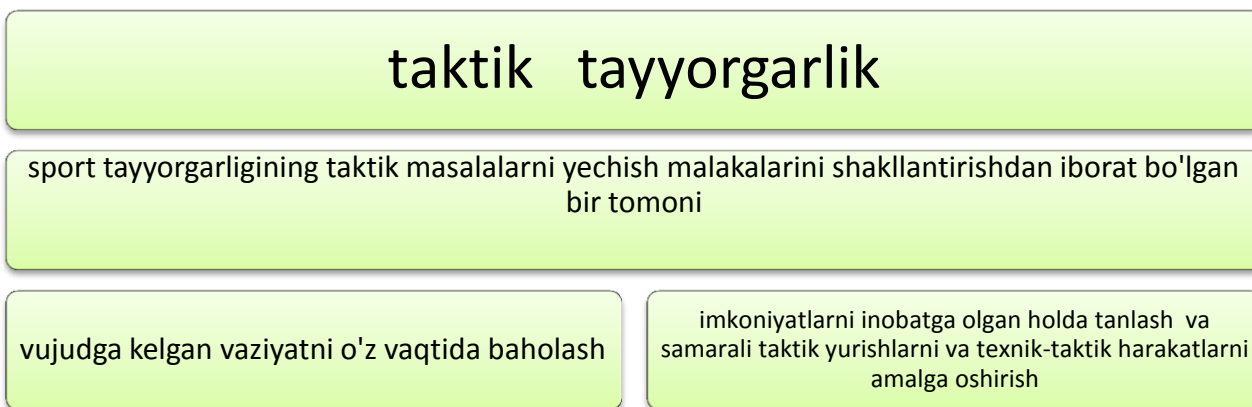 taktik tayyorgarlik
sport tayyorgarligining taktik masalalarni yechish malakalarini shakllantirishdan iborat bo'lgan
bir tomoni
vujudga kelgan vaziyatni o'z vaqtida baholash
imkoniyatlarni inobatga olgan holda tanlash va
samarali taktik yurishlarni va texnik-taktik harakatlarni
amalga oshirish